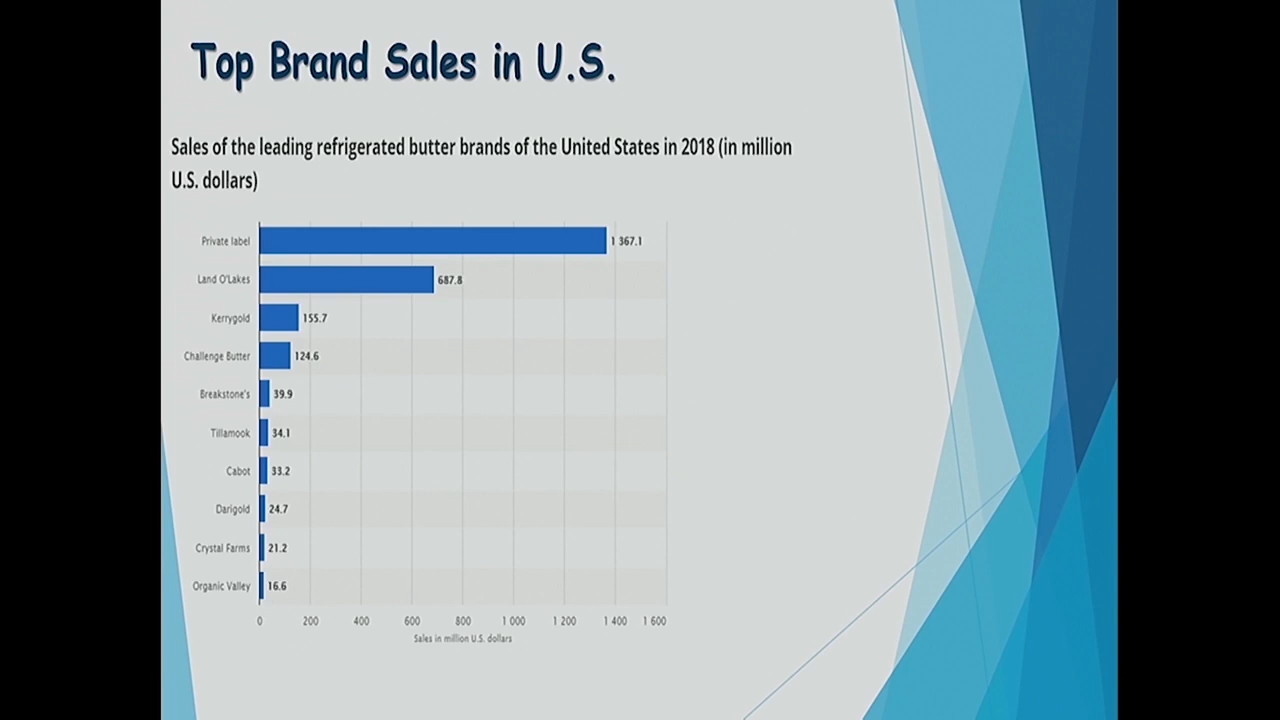 Top Brand Sales in U.S.
Sales of the leading refrigerated butter brands of the United States in 2018 (in million
U.S. dollars)
Private label 1 367.1
Land O'Lakes 687.8
Kerrygold 155.7
Challenge Butter 124.6
Breakstone's 39.9
Tillamook 34.1
Cabot 33.2
Darigold 24.7
Crystal Farms 21.2
Organic Valley 16.6
0 200 400 600 800 1 000 1 200 1 400 1 600
Sales in million U.S. dollars